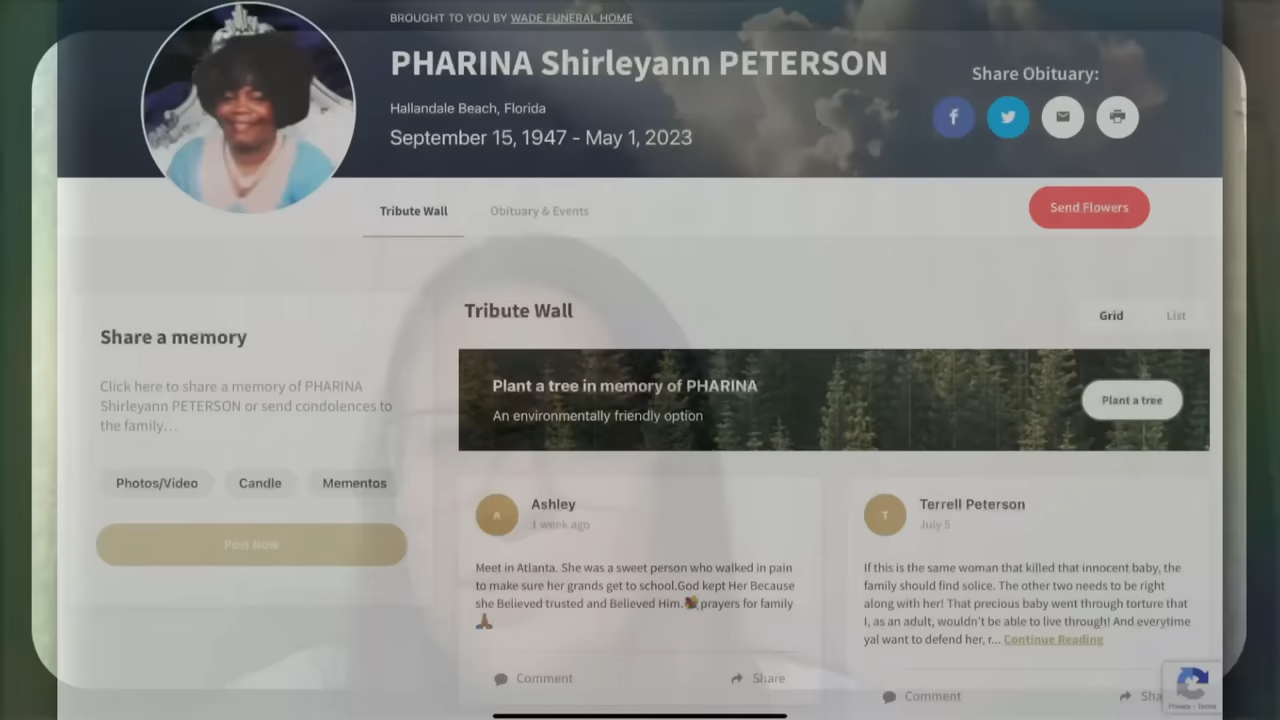 BROUGHT TO YOU BY WADE FUNERAL HOME
PHARINA Shirleyann PETERSON
Hallandale Beach, Florida
September 15, 1947 - May 1, 2023
Share Obituary:
Tribute Wall
Obituary & Events
Send Flowers
Share a memory
Click here to share a memory of PHARINA
Shirleyann PETERSON or send condolences to
the family...
Photos/Video
Candle
Mementos
Post Now
Tribute Wall
Grid
List
Plant a tree in memory of PHARINA
An environmentally friendly option
Plant a tree
A
Ashley
1 week ago
Meet in Atlanta. She was a sweet person who walked in pain
to make sure her grands get to school.God kept Her Because
she Believed trusted and Believed Him.💐prayers for family
🙏🏾
Comment
Share
T
Terrell Peterson
July 5
If this is the same woman that killed that innocent baby, the
family should find solice. The other two needs to be right
along with her! That precious baby went through torture that
I, as an adult, wouldn't be able to live through! And everytime
yal want to defend her, r... Continue Reading
Comment
Sha
Privacy - Terms